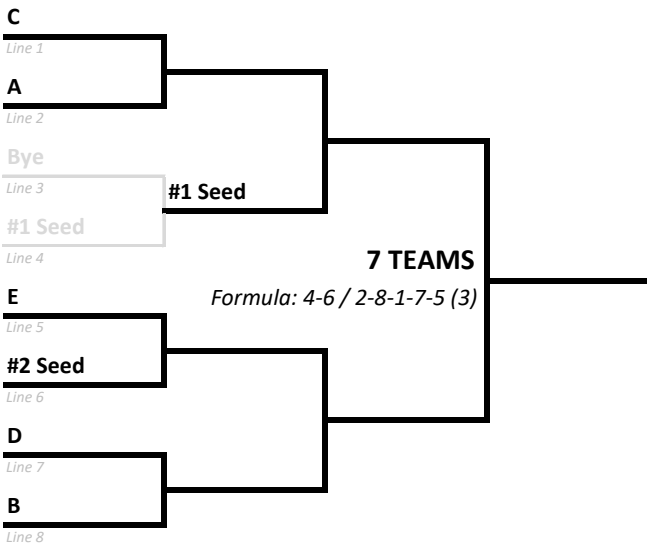 C
Line 1
A
Line 2
Bye
Line 3
#1 Seed
#1 Seed
Line 4
7 TEAMS
Formula: 4-6 / 2-8-1-7-5 (3)
E
Line 5
#2 Seed
Line 6
D
Line 7
B
Line 8